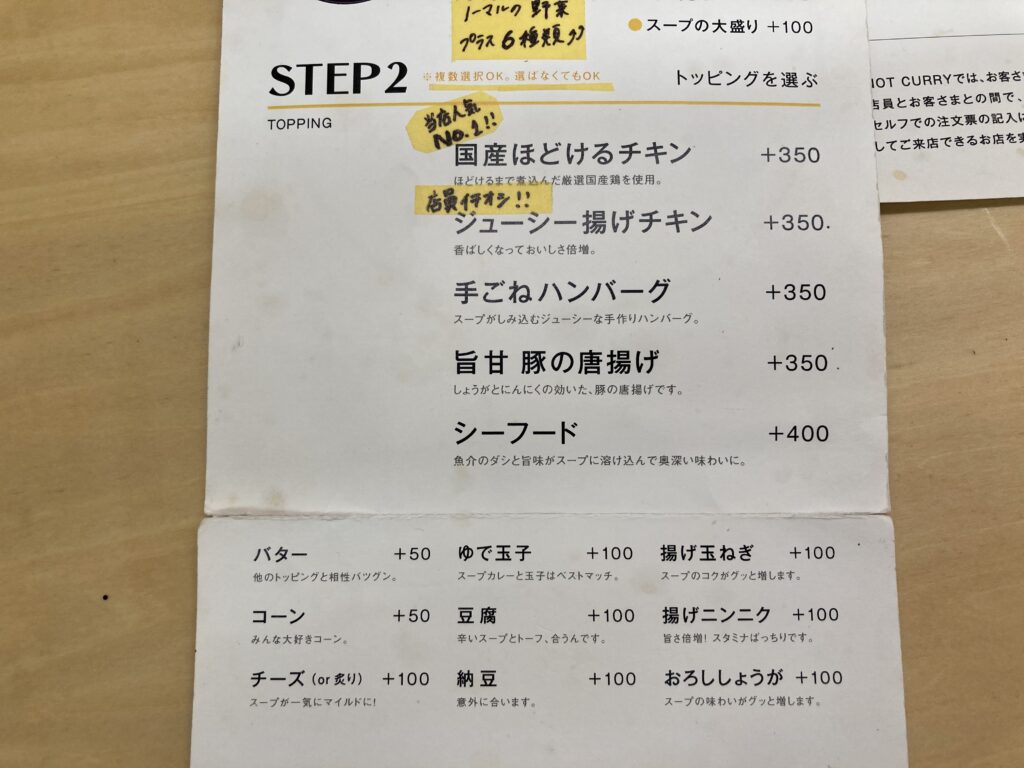 ノーマルの 野菜
プラス6種類
スープの大盛り +100
STEP2
※複数選択OK。選ばなくてもOK
トッピングを選ぶ
TOPPING
当店人気
No.1!!
国産ほどけるチキン +350
ほどけるまで煮込んだ厳選国産鶏を使用。
店員イチオシ!!
ジューシー揚げチキン +350
香ばしくなっておいしさ倍増。
手ごねハンバーグ +350
スープがしみ込むジューシーな手作りハンバーグ。
旨甘 豚の唐揚げ +350
しょうがとにんにくの効いた、豚の唐揚げです。
シーフード +400
魚介のダシと旨味がスープに溶け込んで奥深い味わいに。
バター +50 ゆで玉子 +100 揚げ玉ねぎ +100
他のトッピングと相性バツグン。 スープカレーと玉子はベストマッチ。 スープのコクがグッと増します。
コーン +50 豆腐 +100 揚げニンニク +100
みんな大好きコーン。 辛いスープとトーフ、合うんです。 旨さ倍増! スタミナばっちりです。
チーズ(or 炙り) +100 納豆 +100 おろししょうが +100
スープが一気にマイルドに! 意外に合います。 スープの味わいがグッと増します。
HOT CURRYでは、お客さ
店員とお客さまとの間で、
セルフでの注文票の記入に
してご来店できるお店を実